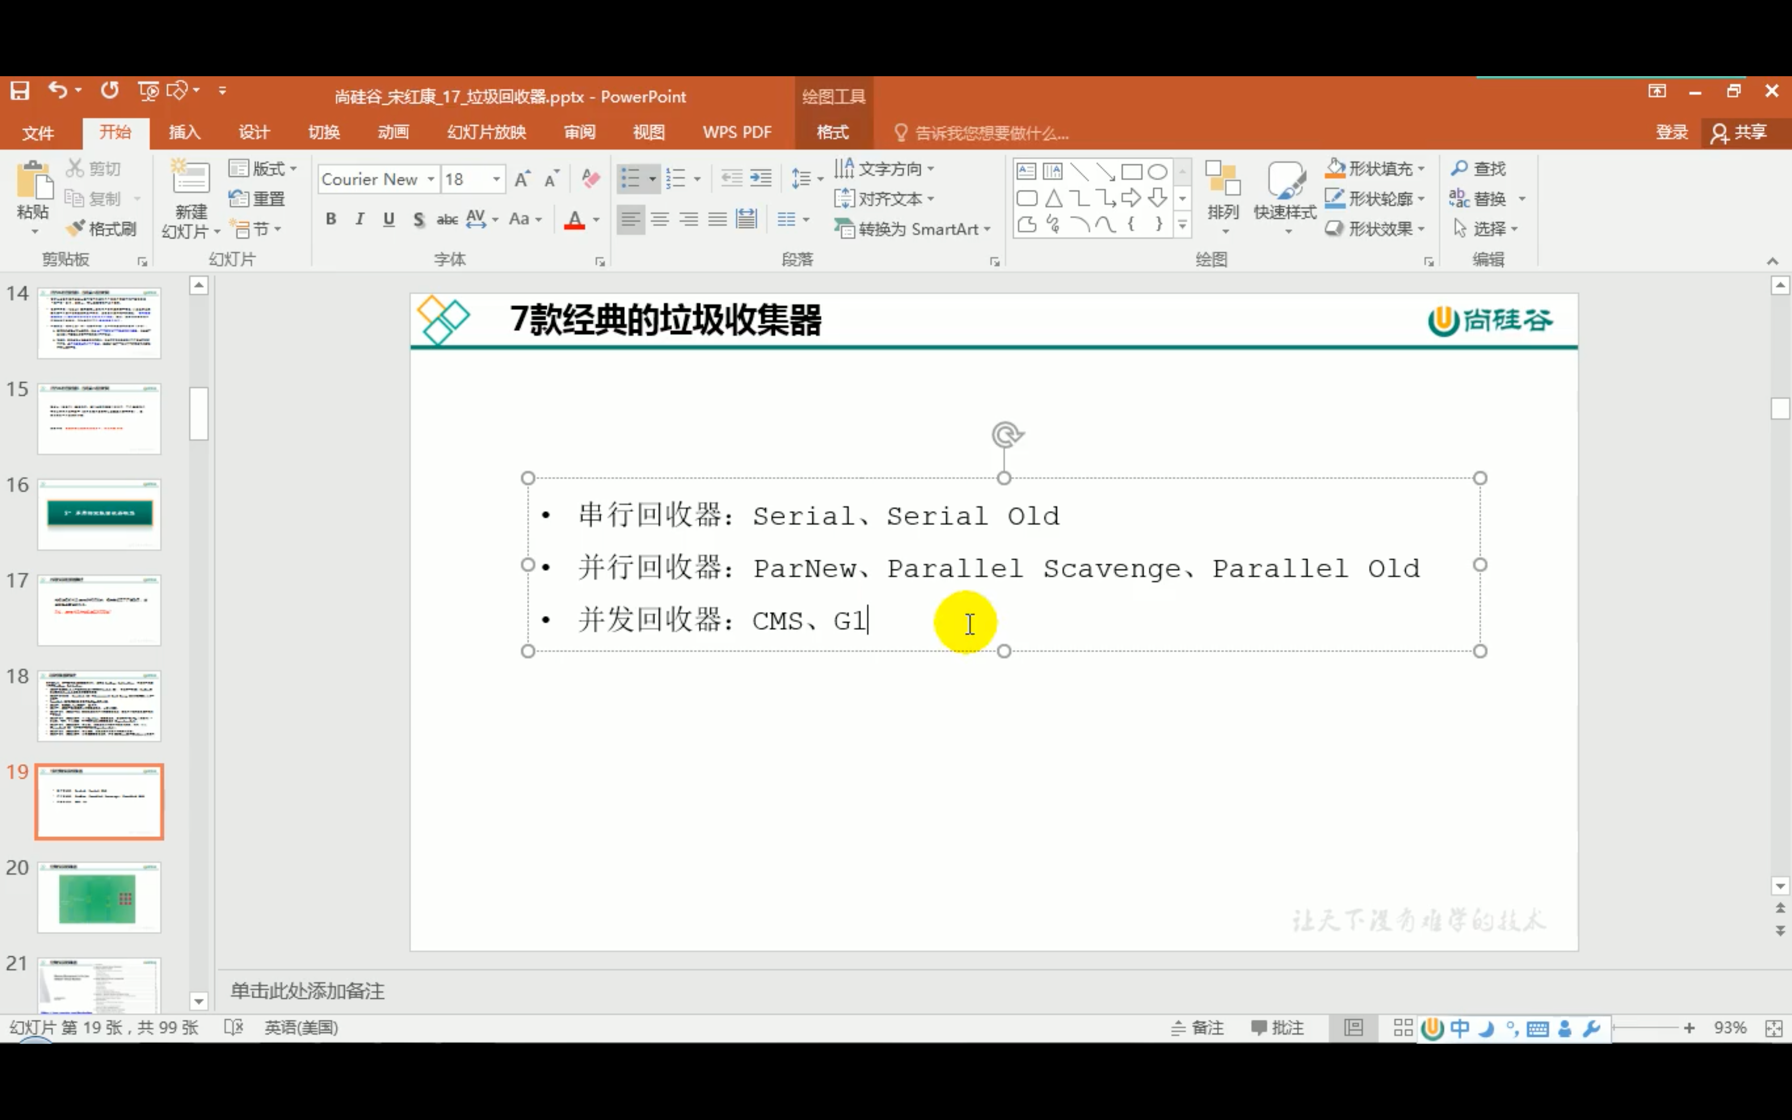 尚硅谷_宋红康_17_垃圾回收器.pptx - PowerPoint
绘图工具
文件 开始 插入 设计 切换 动画 幻灯片放映 审阅 视图 WPS PDF 格式 告诉我您想要做什么... 登录 共享
粘贴 剪切 复制 格式刷
新建幻灯片 版式 重置 节
Courier New 18
B I U S abc AV Aa A
文字方向 对齐文本 转换为 SmartArt
排列 快速样式 形状填充 形状轮廓 形状效果
查找 替换 选择
剪贴板 幻灯片 字体 段落 绘图 编辑
14
15
16
17
18
19
20
21
7款经典的垃圾收集器
尚硅谷
• 串行回收器：Serial、Serial Old
• 并行回收器：ParNew、Parallel Scavenge、Parallel Old
• 并发回收器：CMS、G1
让天下没有难学的技术
单击此处添加备注
幻灯片 第 19 张，共 99 张 英语(美国) 备注 批注 中 93%